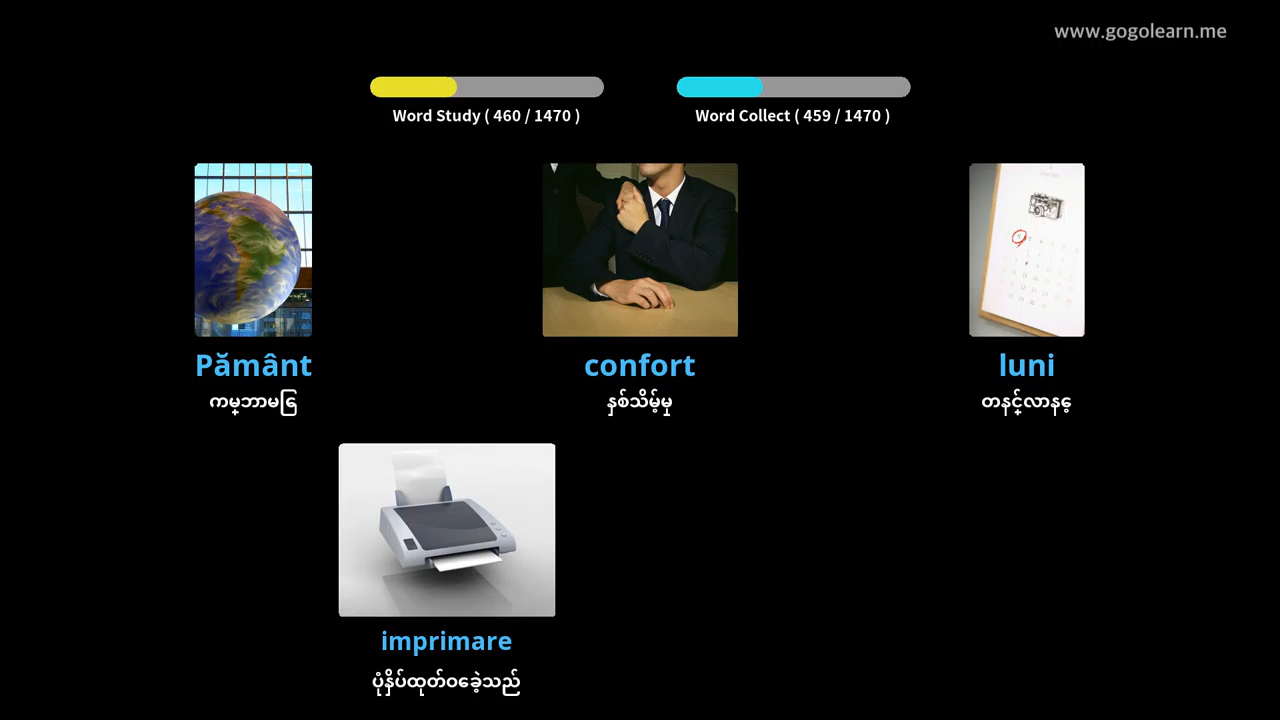 www.gogolearn.me
Word Study ( 460 / 1470 )
Word Collect ( 459 / 1470 )
Pământ
ကမ္ဘာမြေ
confort
နှစ်သိမ့်မှု
luni
တနင်္လာနေ့
imprimare
ပုံနှိပ်ထုတ်ဝေခဲ့သည်